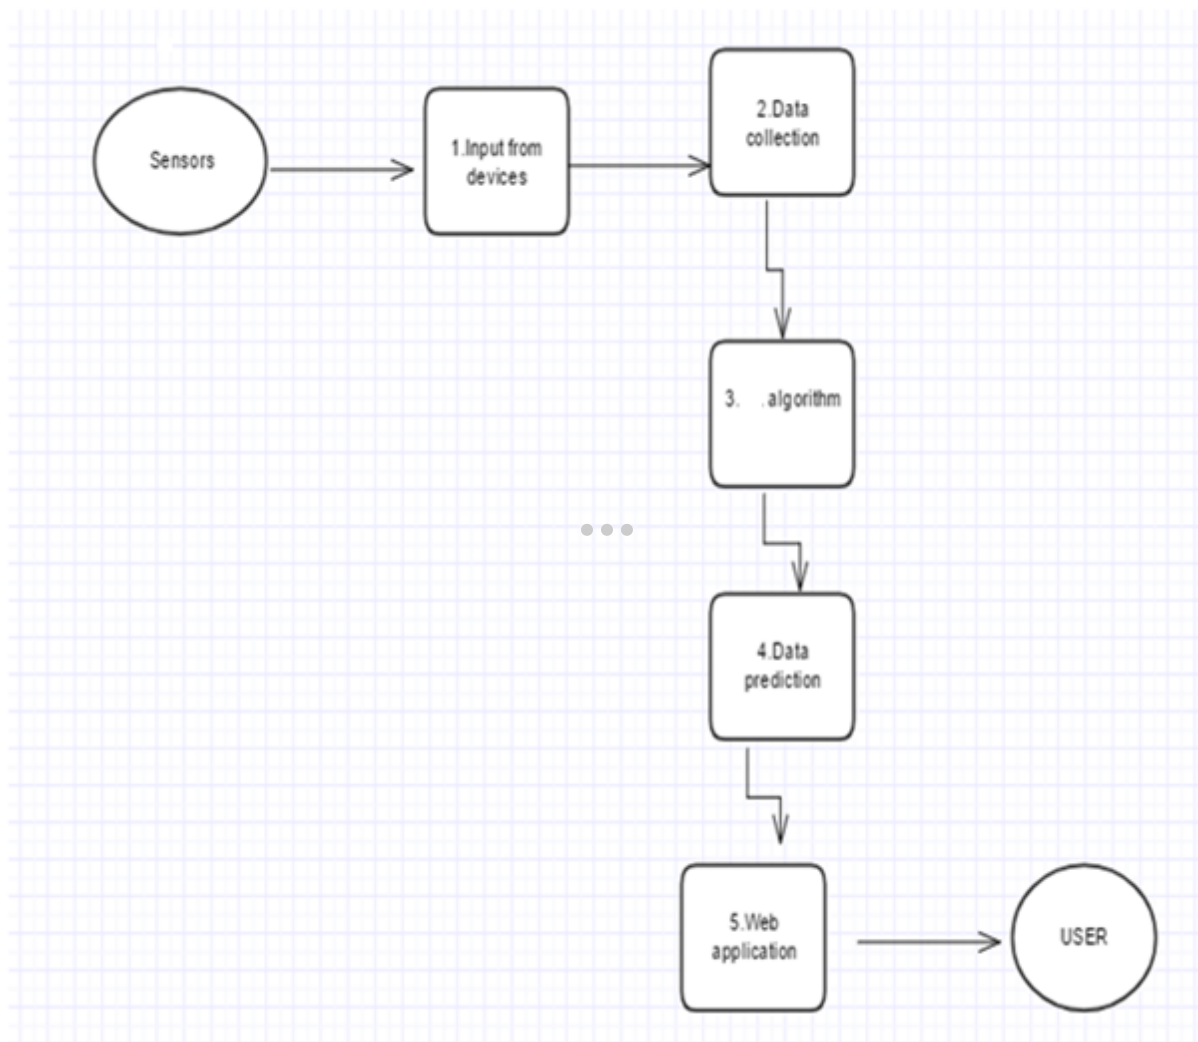 Sensors
1.Input from
devices
2.Data
collection
3. . algorithm
4.Data
prediction
5.Web
application
USER